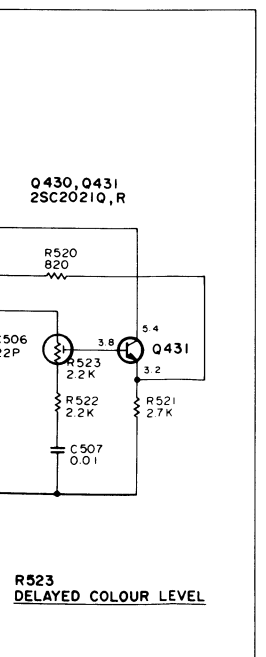 Q430,Q431
2SC2021Q,R
R520
820
5.4
C506
22P
3.8
Q431
R523
2.2K
3.2
R522
2.2K
R521
2.7K
C507
0.01
R523
DELAYED COLOUR LEVEL